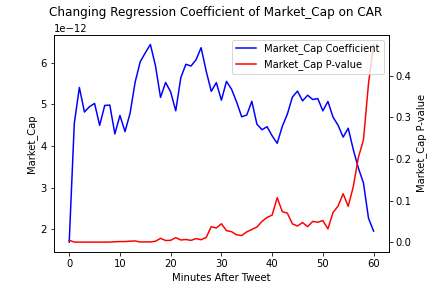 Changing Regression Coefficient of Market_Cap on CAR
1e−12
Market_Cap Coefficient
Market_Cap P-value
6
5
4
3
2
Market_Cap
0.4
0.3
0.2
0.1
0.0
Market_Cap P-value
0 10 20 30 40 50 60
Minutes After Tweet